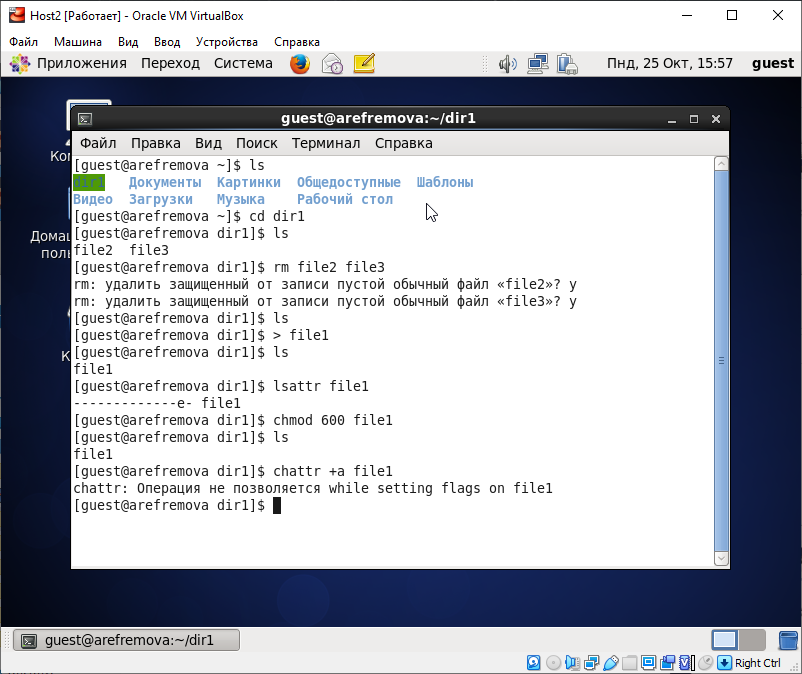 Host2 [Работает] - Oracle VM VirtualBox
Файл Машина Вид Ввод Устройства Справка
Приложения Переход Система Пнд, 25 Окт, 15:57 guest
guest@arefremova:~/dir1
Файл Правка Вид Поиск Терминал Справка
[guest@arefremova ~]$ ls
dir1 Документы Картинки Общедоступные Шаблоны
Видео Загрузки Музыка Рабочий стол
[guest@arefremova ~]$ cd dir1
[guest@arefremova dir1]$ ls
file2 file3
[guest@arefremova dir1]$ rm file2 file3
rm: удалить защищенный от записи пустой обычный файл «file2»? y
rm: удалить защищенный от записи пустой обычный файл «file3»? y
[guest@arefremova dir1]$ ls
[guest@arefremova dir1]$ > file1
[guest@arefremova dir1]$ ls
file1
[guest@arefremova dir1]$ lsattr file1
-------------e- file1
[guest@arefremova dir1]$ chmod 600 file1
[guest@arefremova dir1]$ ls
file1
[guest@arefremova dir1]$ chattr +a file1
chattr: Операция не позволяется while setting flags on file1
[guest@arefremova dir1]$
guest@arefremova:~/dir1
Right Ctrl